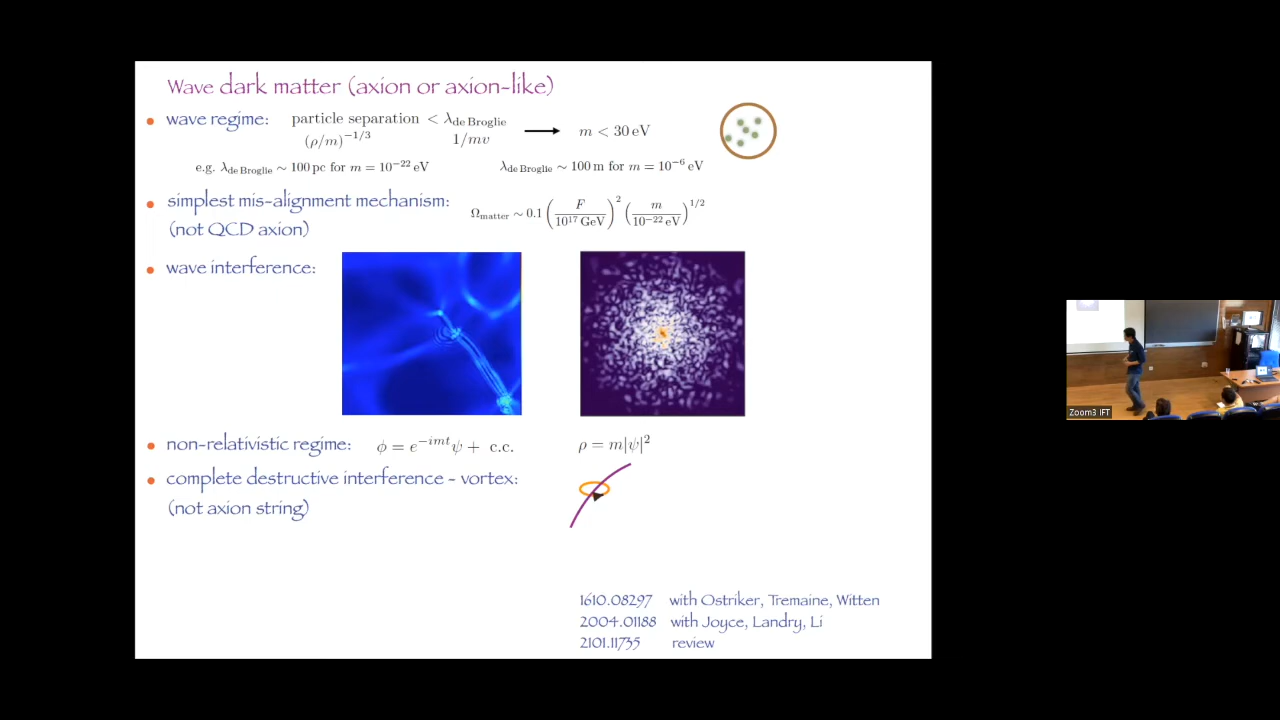 Wave dark matter (axion or axion-like)
• wave regime: particle separation < λ_de Broglie → m < 30 eV
(ρ/m)^{-1/3} 1/mv
e.g. λ_de Broglie ∼ 100 pc for m = 10^{-22} eV λ_de Broglie ∼ 100 m for m = 10^{-6} eV
• simplest mis-alignment mechanism: Ω_matter ∼ 0.1 (F / 10^{17} GeV)^2 (m / 10^{-22} eV)^{1/2}
(not QCD axion)
• wave interference:
• non-relativistic regime: ϕ = e^{-imt}ψ + c.c. ρ = m|ψ|^2
• complete destructive interference - vortex:
(not axion string)
1610.08297 with Ostriker, Tremaine, Witten
2004.01188 with Joyce, Landry, Li
2101.11735 review
Zoom3 IFT